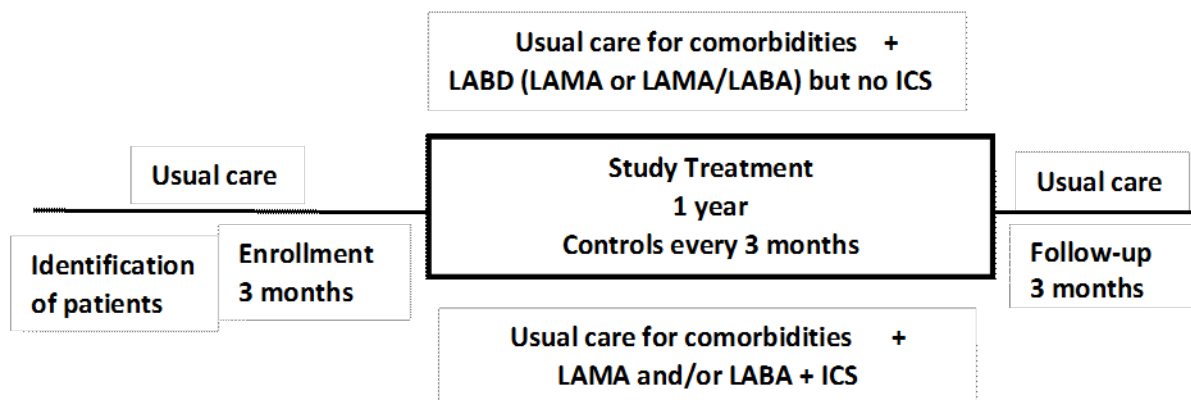 Usual care for comorbidities +
LABD (LAMA or LAMA/LABA) but no ICS
Usual care
Study Treatment
1 year
Controls every 3 months
Usual care
Identification
of patients
Enrollment
3 months
Follow-up
3 months
Usual care for comorbidities +
LAMA and/or LABA + ICS